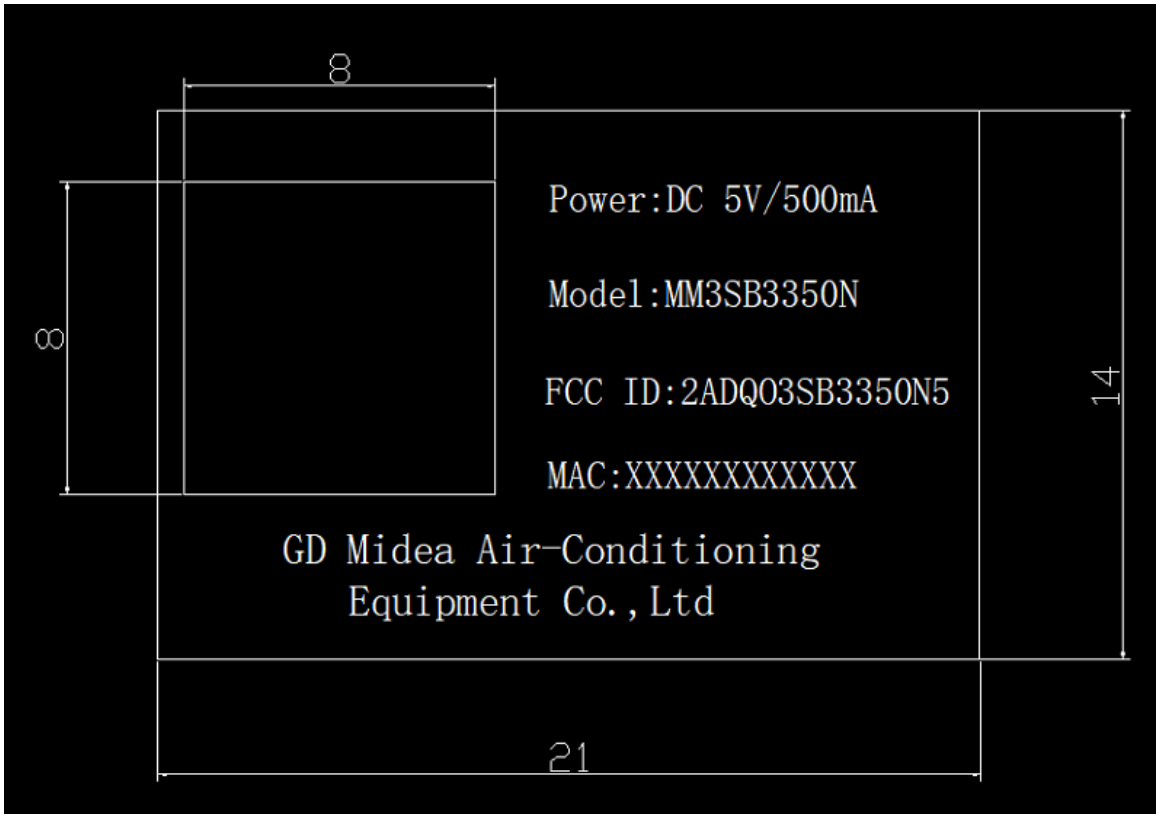 8
Power:DC 5V/500mA
Model:MM3SB3350N
8
FCC ID:2ADQO3SB3350N5
14
MAC:XXXXXXXXXXXX
GD Midea Air-Conditioning
Equipment Co.,Ltd
21